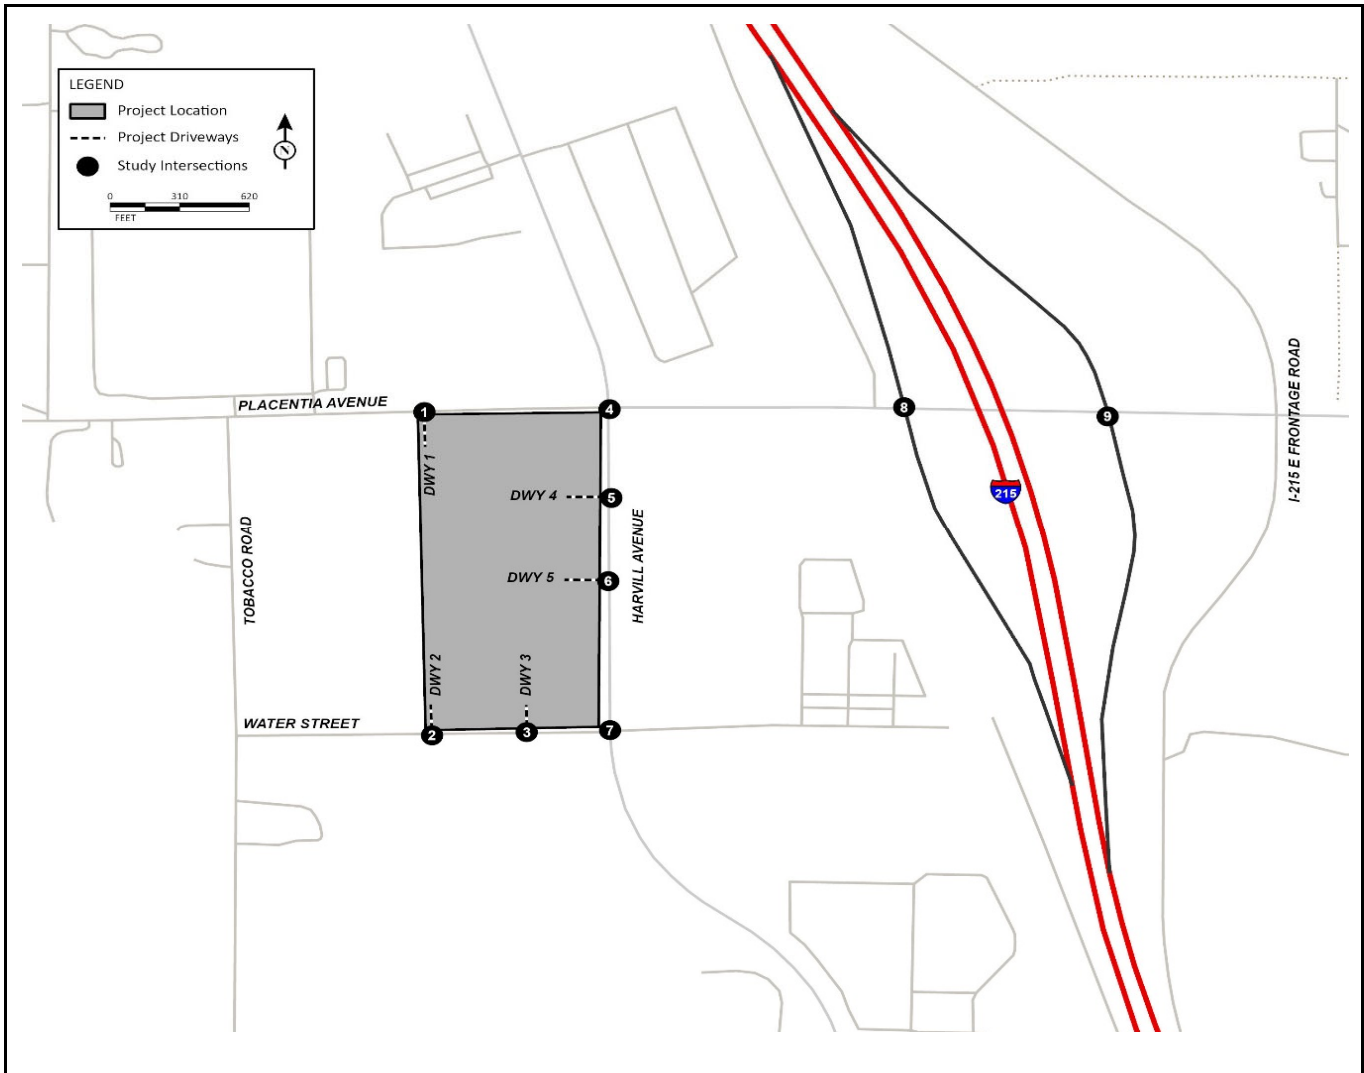 LEGEND
Project Location
Project Driveways
Study Intersections
N
0 310 620
FEET
PLACENTIA AVENUE
1
4
8
9
DWY 1
DWY 4
5
215
I-215 E FRONTAGE ROAD
TOBACCO ROAD
HARVILL AVENUE
DWY 5
6
DWY 2
DWY 3
WATER STREET
2
3
7